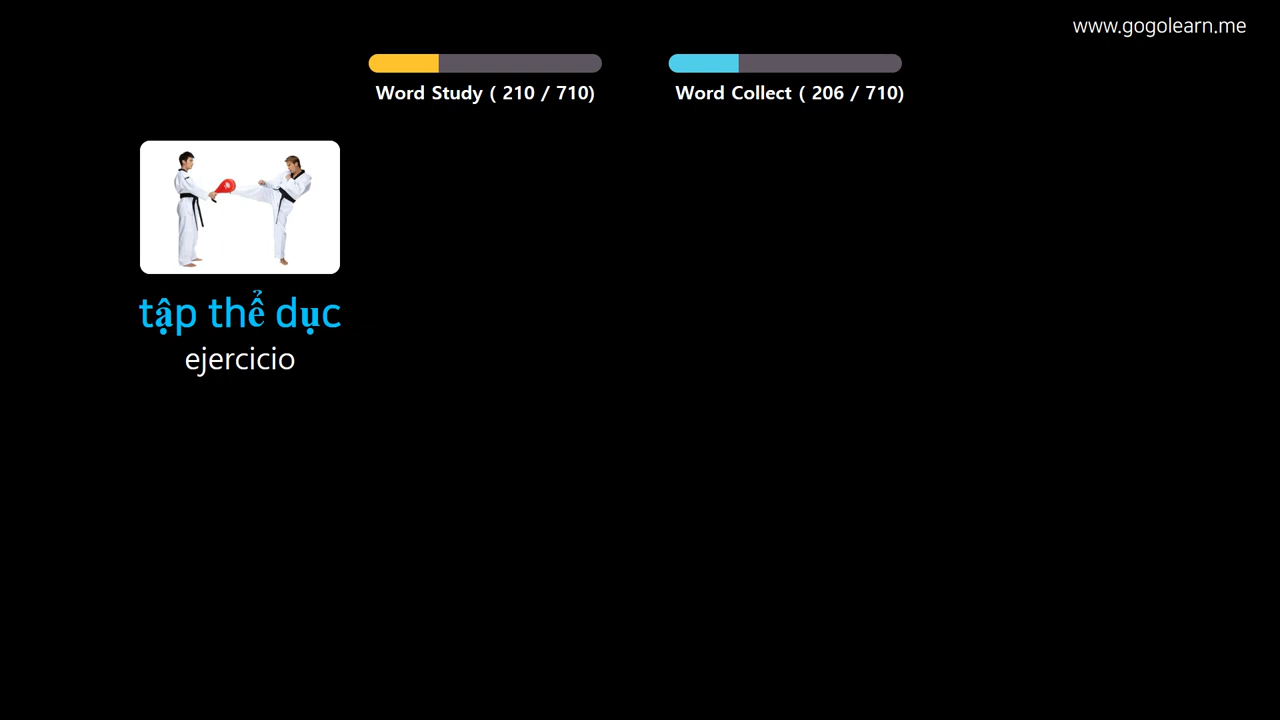 www.gogolearn.me
Word Study ( 210 / 710)
Word Collect ( 206 / 710)
tập thể dục
ejercicio